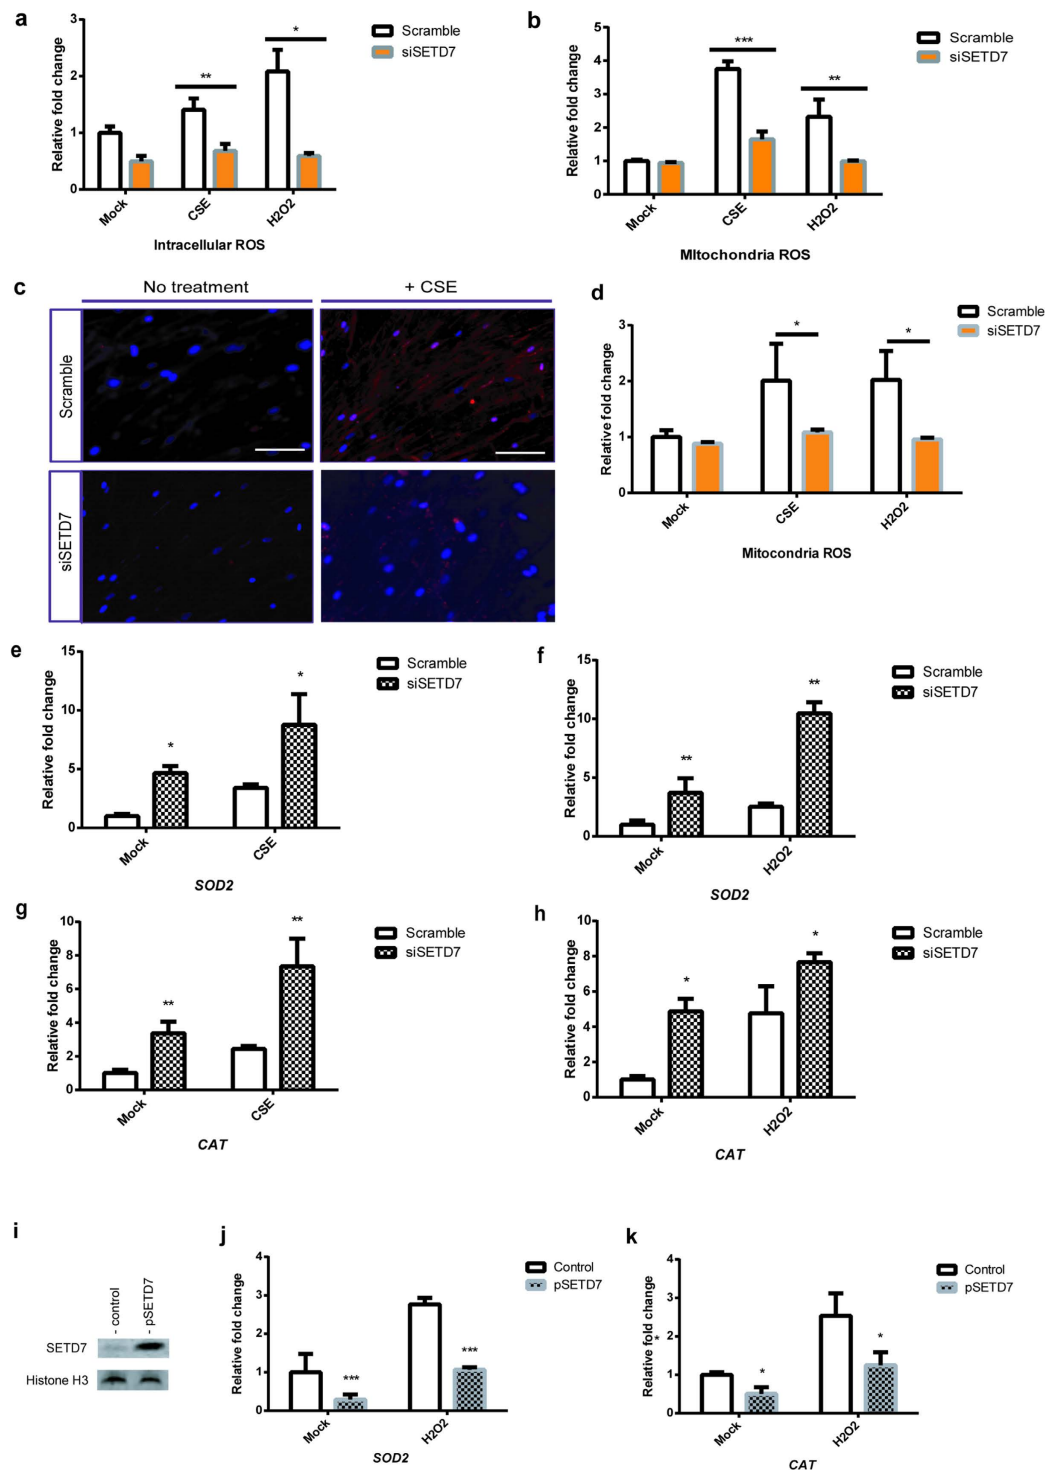 a
Relative fold change
3
2
1
0
*
**
Scramble
siSETD7
Mock
CSE
H2O2
Intracellular ROS
b
Relative fold change
5
4
3
2
1
0
***
**
Scramble
siSETD7
Mock
CSE
H2O2
MItochondria ROS
c
No treatment
+ CSE
Scramble
siSETD7
d
Relative fold change
3
2
1
0
*
*
Scramble
siSETD7
Mock
CSE
H2O2
Mitocondria ROS
e
Relative fold change
15
10
5
0
*
*
Scramble
siSETD7
Mock
CSE
SOD2
f
Relative fold change
15
10
5
0
**
**
Scramble
siSETD7
Mock
H2O2
SOD2
g
Relative fold change
10
8
6
4
2
0
**
**
Scramble
siSETD7
Mock
CSE
CAT
h
Relative fold change
10
8
6
4
2
0
*
*
Scramble
siSETD7
Mock
H2O2
CAT
i
- control
- pSETD7
SETD7
Histone H3
j
Relative fold change
4
3
2
1
0
***
***
Control
pSETD7
Mock
H2O2
SOD2
k
Relative fold change
*
4
3
2
1
0
*
*
Control
pSETD7
Mock
H2O2
CAT